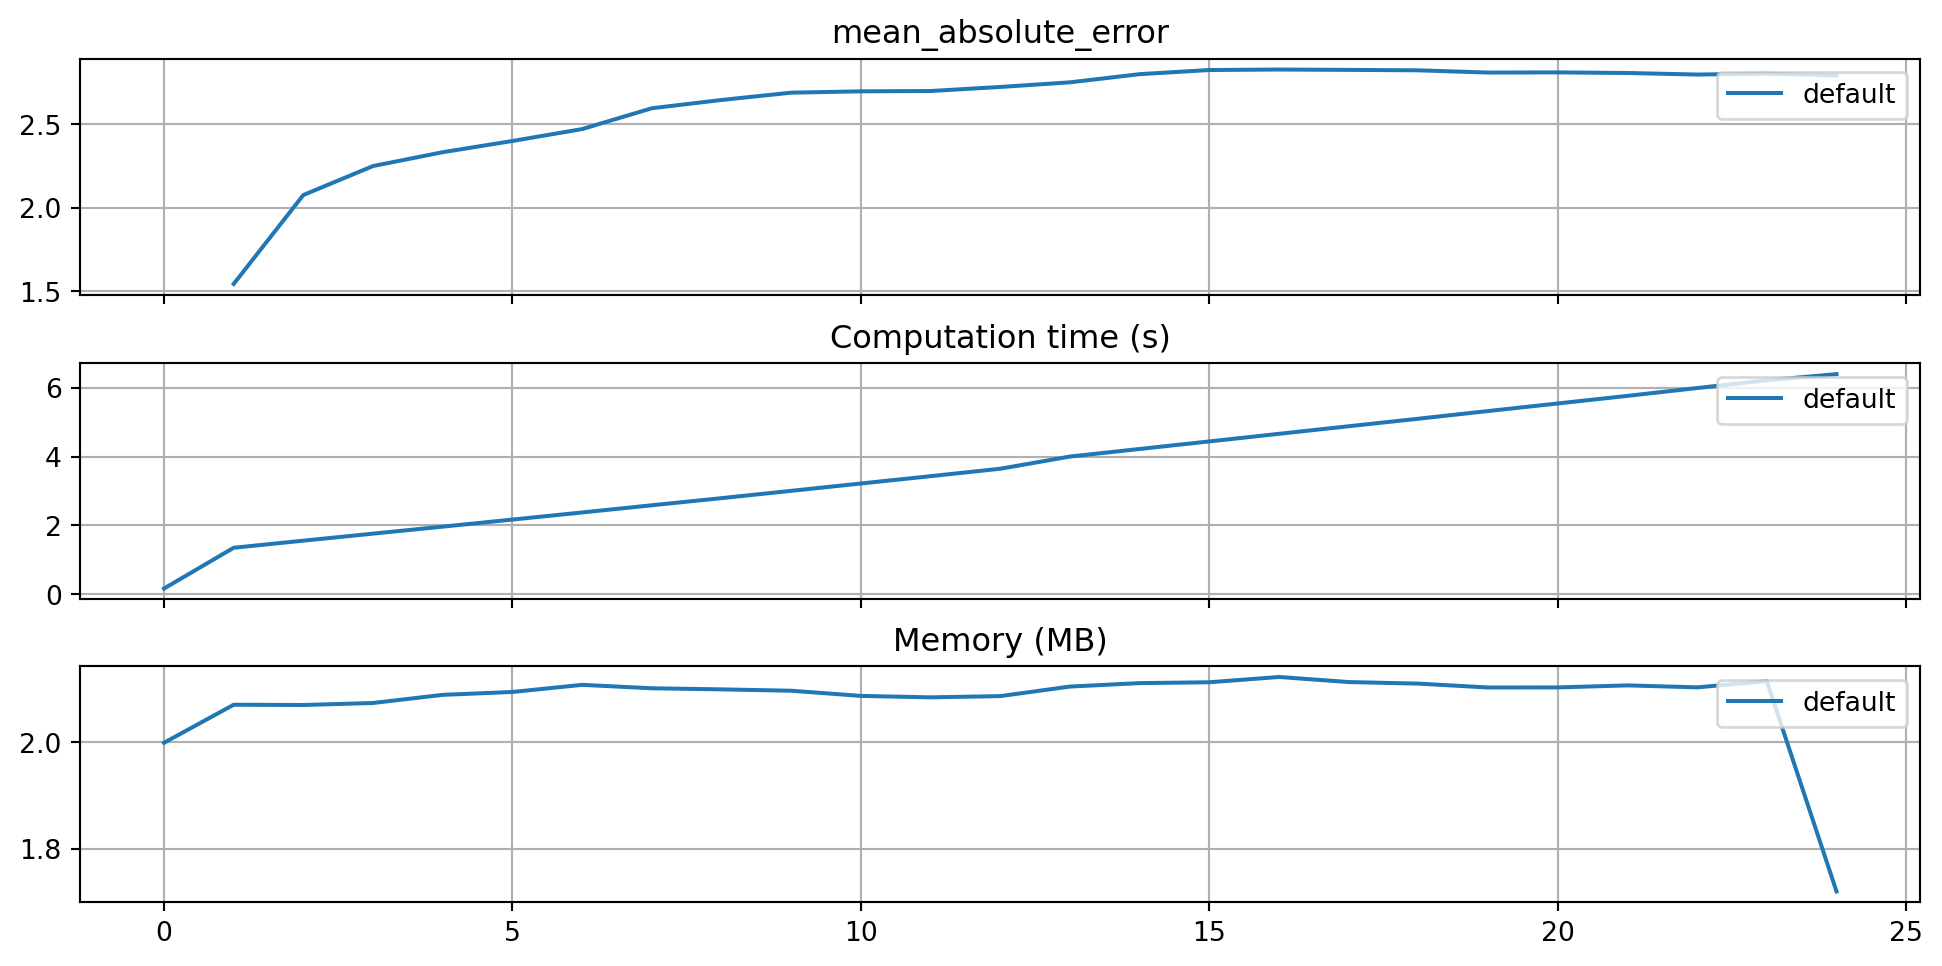 mean_absolute_error
2.5
2.0
1.5
default
Computation time (s)
6
4
2
0
default
Memory (MB)
2.0
1.8
default
0 5 10 15 20 25